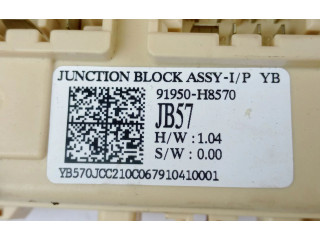 JUNCTION BLOCK ASSY-I/P YB
91950-H8570
JB57
H/W : 1.04
S/W : 0.00
YB570JCC210C067910410001